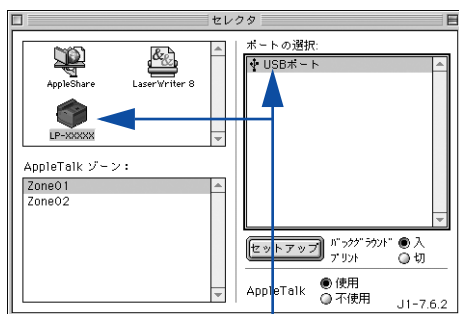 セレクタ
AppleShare
LaserWriter 8
LP-XXXXX
AppleTalk ゾーン：
Zone01
Zone02
ポートの選択:
USBポート
セットアップ
バックグラウンド
プリント
入
切
AppleTalk
使用
不使用
J1-7.6.2